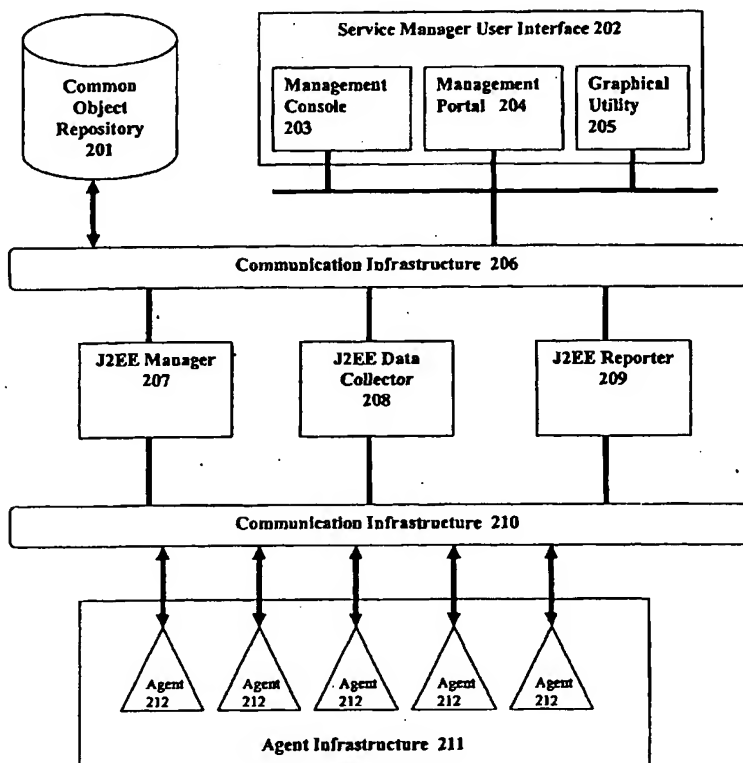 Common
Object
Repository
201
Service Manager User Interface 202
Management
Console
203
Management
Portal 204
Graphical
Utility
205
Communication Infrastructure 206
J2EE Manager
207
J2EE Data
Collector
208
J2EE Reporter
209
Communication Infrastructure 210
Agent
212
Agent
212
Agent
212
Agent
212
Agent
212
Agent Infrastructure 211